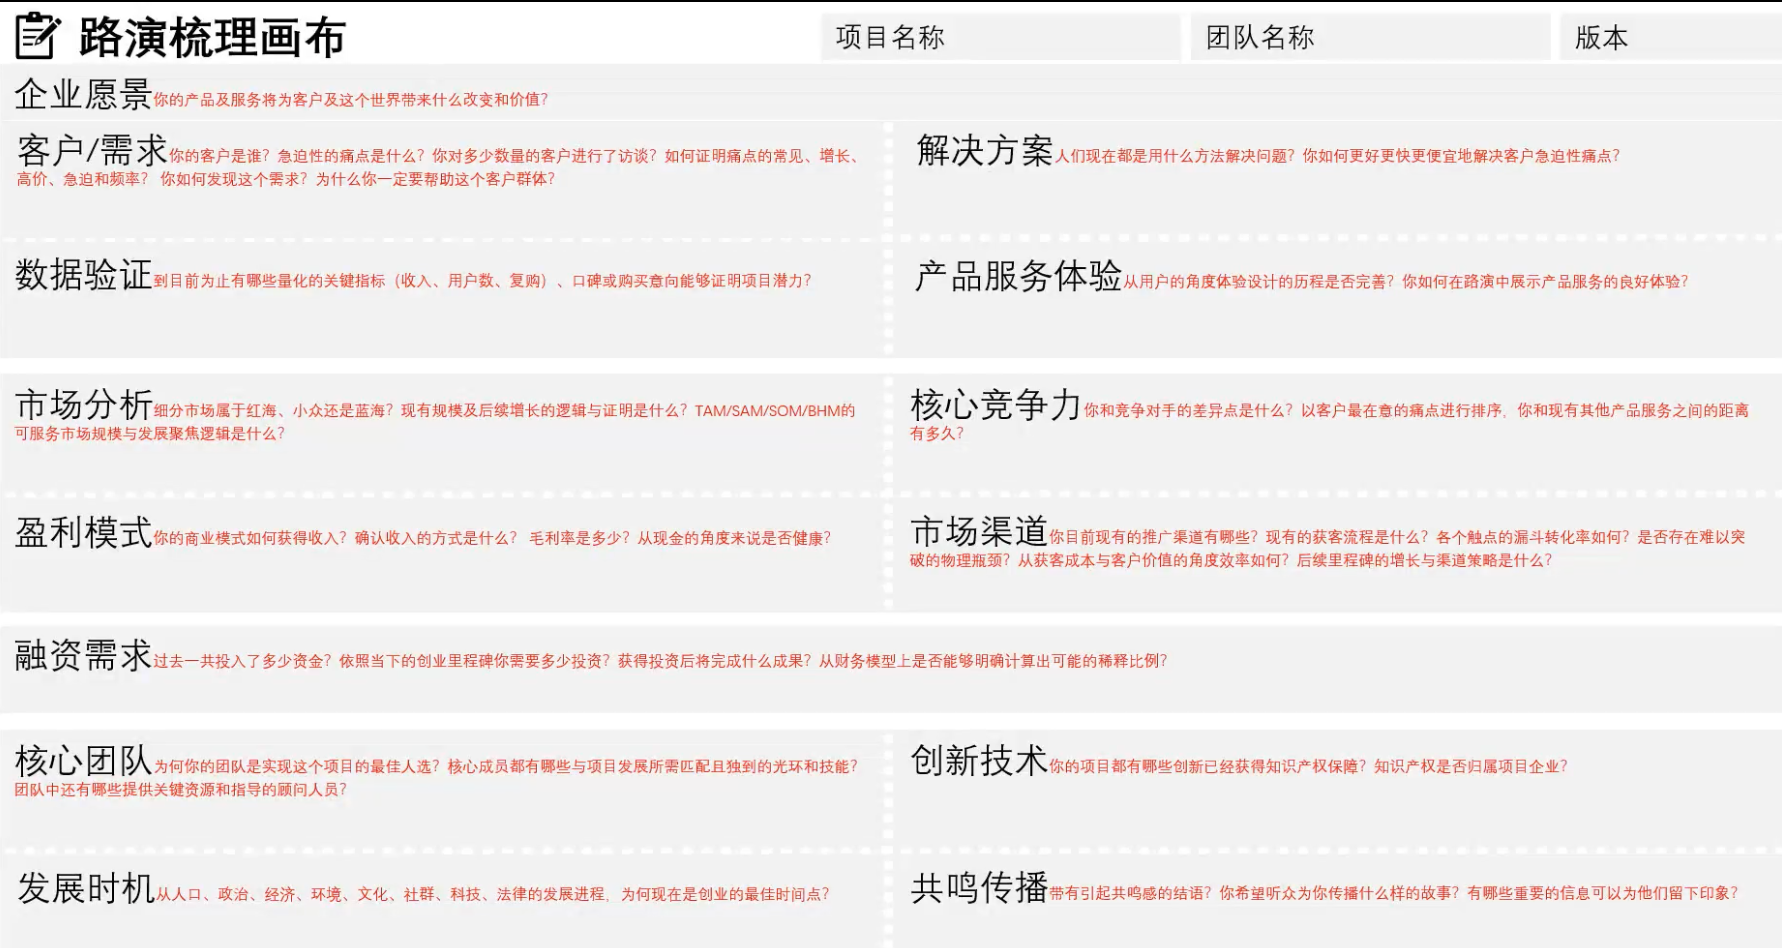 路演梳理画布
项目名称
团队名称
版本
企业愿景你的产品及服务将为客户及这个世界带来什么改变和价值?
客户/需求你的客户是谁? 急迫性的痛点是什么? 你对多少数量的客户进行了访谈? 如何证明痛点的常见、增长、
高价、急迫和频率? 你如何发现这个需求? 为什么你一定要帮助这个客户群体?
解决方案人们现在都是用什么方法解决问题? 你如何更好更快更便宜地解决客户急迫性痛点?
数据验证到目前为止有哪些量化的关键指标（收入、用户数、复购）、口碑或购买意向能够证明项目潜力?
产品服务体验从用户的角度体验设计的历程是否完善? 你如何在路演中展示产品服务的良好体验?
市场分析细分市场属于红海、小众还是蓝海? 现有规模及后续增长的逻辑与证明是什么? TAM/SAM/SOM/BHM的
可服务市场规模与发展聚焦逻辑是什么?
核心竞争力你和竞争对手的差异点是什么? 以客户最在意的痛点进行排序，你和现有其他产品服务之间的距离
有多久?
盈利模式你的商业模式如何获得收入? 确认收入的方式是什么? 毛利率是多少? 从现金的角度来说是否健康?
市场渠道你目前现有的推广渠道有哪些? 现有的获客流程是什么? 各个触点的漏斗转化率如何? 是否存在难以突
破的物理瓶颈? 从获客成本与客户价值的角度效率如何? 后续里程碑的增长与渠道策略是什么?
融资需求过去一共投入了多少资金? 依照当下的创业里程碑你需要多少投资? 获得投资后将完成什么成果? 从财务模型上是否能够明确计算出可能的稀释比例?
核心团队为何你的团队是实现这个项目的最佳人选? 核心成员都有哪些与项目发展所需匹配且独到的光环和技能?
团队中还有哪些提供关键资源和指导的顾问人员?
创新技术你的项目都有哪些创新已经获得知识产权保障? 知识产权是否归属项目企业?
发展时机从人口、政治、经济、环境、文化、社群、科技、法律的发展进程，为何现在是创业的最佳时间点?
共鸣传播带有引起共鸣感的结语? 你希望听众为你传播什么样的故事? 有哪些重要的信息可以为他们留下印象?